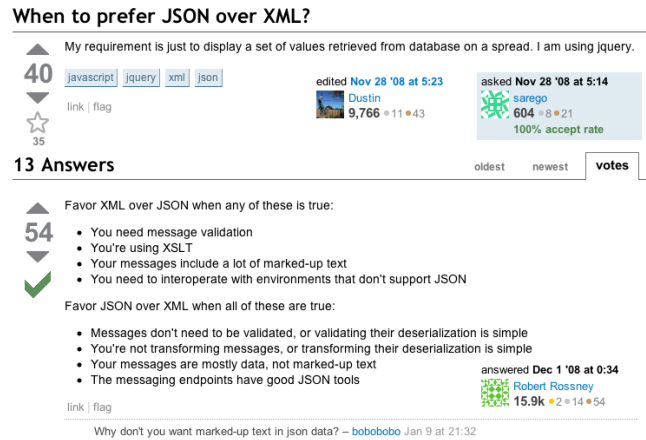 When to prefer JSON over XML?
My requirement is just to display a set of values retrieved from database on a spread. I am using jquery.
40
javascript jquery xml json
link | flag
35
edited Nov 28 '08 at 5:23
Dustin
9,766 11 43
asked Nov 28 '08 at 5:14
sarego
604 8 21
100% accept rate
13 Answers
oldest newest votes
54
Favor XML over JSON when any of these is true:
• You need message validation
• You're using XSLT
• Your messages include a lot of marked-up text
• You need to interoperate with environments that don't support JSON
Favor JSON over XML when all of these are true:
• Messages don't need to be validated, or validating their deserialization is simple
• You're not transforming messages, or transforming their deserialization is simple
• Your messages are mostly data, not marked-up text
• The messaging endpoints have good JSON tools
answered Dec 1 '08 at 0:34
Robert Rossney
15.9k 2 14 54
link | flag
Why don't you want marked-up text in json data? – bobobobo Jan 9 at 21:32